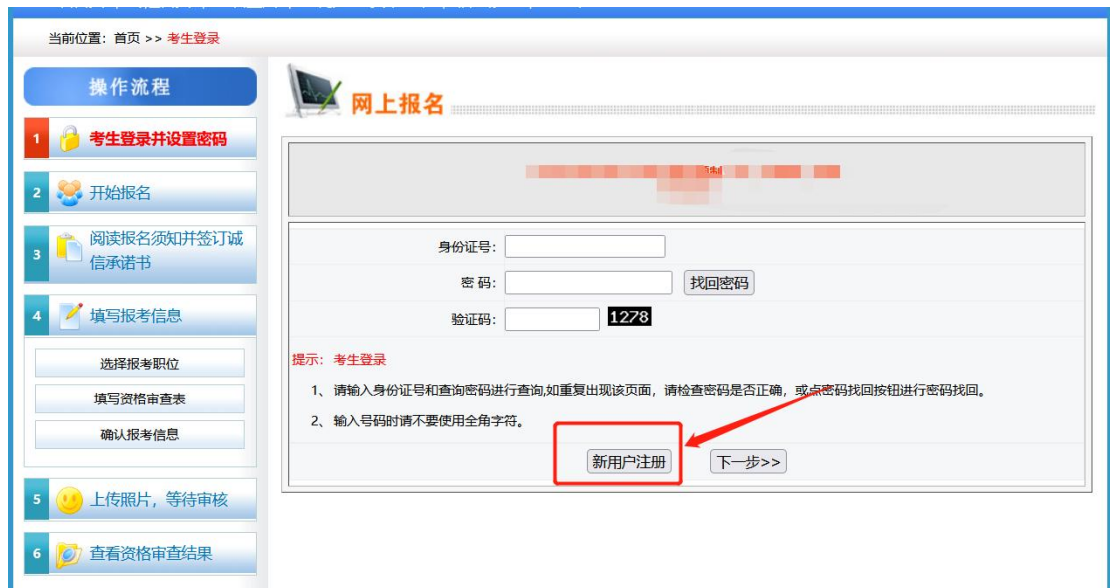 当前位置：首页 >> 考生登录
操作流程
1 考生登录并设置密码
2 开始报名
3 阅读报名须知并签订诚
信承诺书
4 填写报考信息
选择报考职位
填写资格审查表
确认报考信息
5 上传照片，等待审核
6 查看资格审查结果
网上报名
身份证号：
密 码： 找回密码
验证码： 1278
提示： 考生登录
1、 请输入身份证号和查询密码进行查询,如重复出现该页面，请检查密码是否正确，或点密码找回按钮进行密码找回。
2、 输入号码时请不要使用全角字符。
新用户注册 下一步>>